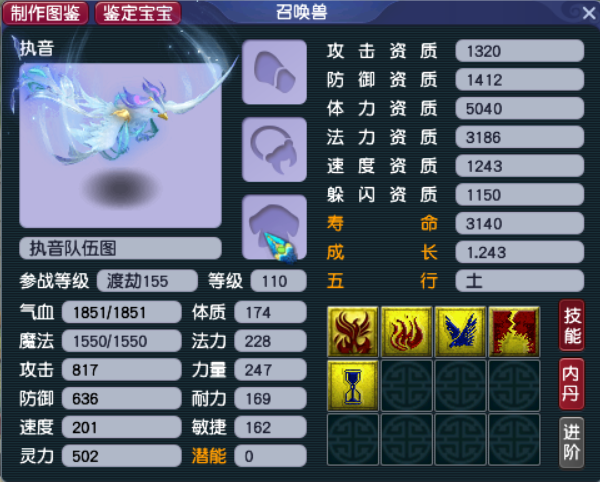 制作图鉴 鉴定宝宝 召唤兽
执音
执音队伍图
参战等级 渡劫155 等级 110
气血 1851/1851 体质 174
魔法 1550/1550 法力 228
攻击 817 力量 247
防御 636 耐力 169
速度 201 敏捷 162
灵力 502 潜能 0
攻击资质 1320
防御资质 1412
体力资质 5040
法力资质 3186
速度资质 1243
躲闪资质 1150
寿命 3140
成长 1.243
五行 土
技能
内丹
进阶